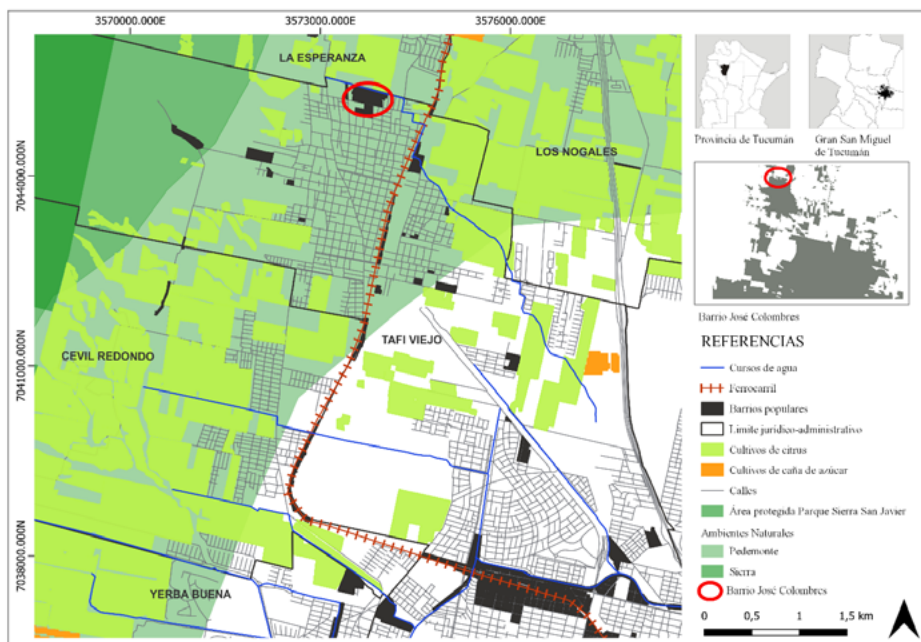 3570000.000E
3573000.000E
3576000.000E
7044000.000N
7041000.000N
7038000.000N
LA ESPERANZA
LOS NOGALES
CEVIL REDONDO
TAFI VIEJO
YERBA BUENA
Provincia de Tucumán
Gran San Miguel
de Tucumán
Barrio José Colombres
REFERENCIAS
Cursos de agua
Ferrocarril
Barrios populares
Limite jurídico-administrativo
Cultivos de citrus
Cultivos de caña de azúcar
Calles
Área protegida Parque Sierra San Javier
Ambientes Naturales
Pedemonte
Sierra
Barrio José Colombres
0 0,5 1 1,5 km